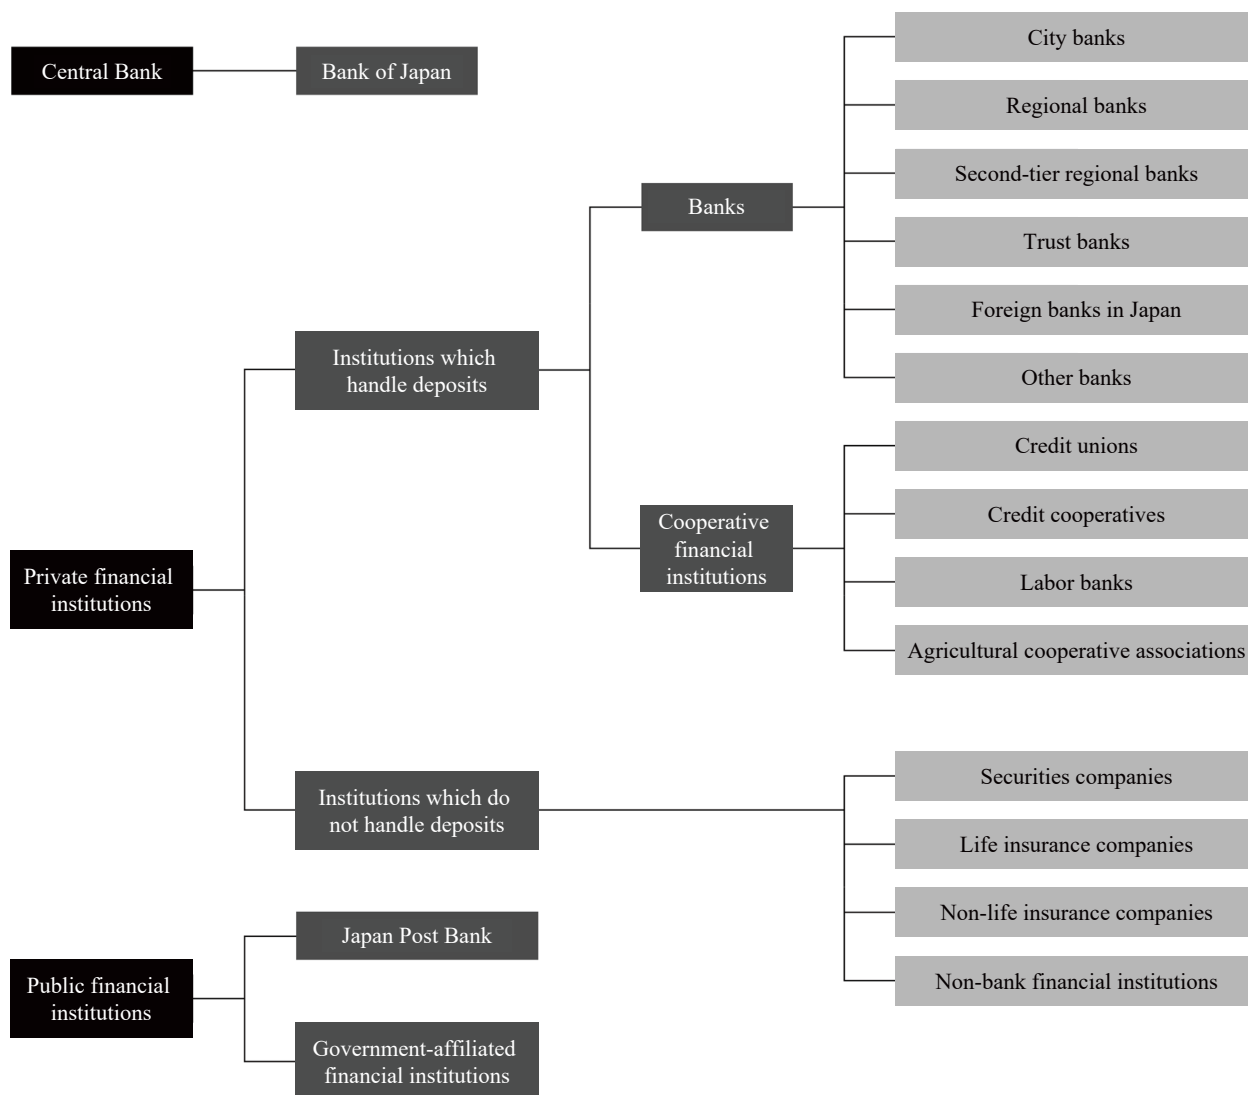 Central Bank
Bank of Japan
Private financial
institutions
Institutions which
handle deposits
Banks
City banks
Regional banks
Second-tier regional banks
Trust banks
Foreign banks in Japan
Other banks
Cooperative
financial
institutions
Credit unions
Credit cooperatives
Labor banks
Agricultural cooperative associations
Institutions which do
not handle deposits
Securities companies
Life insurance companies
Non-life insurance companies
Non-bank financial institutions
Public financial
institutions
Japan Post Bank
Government-affiliated
financial institutions